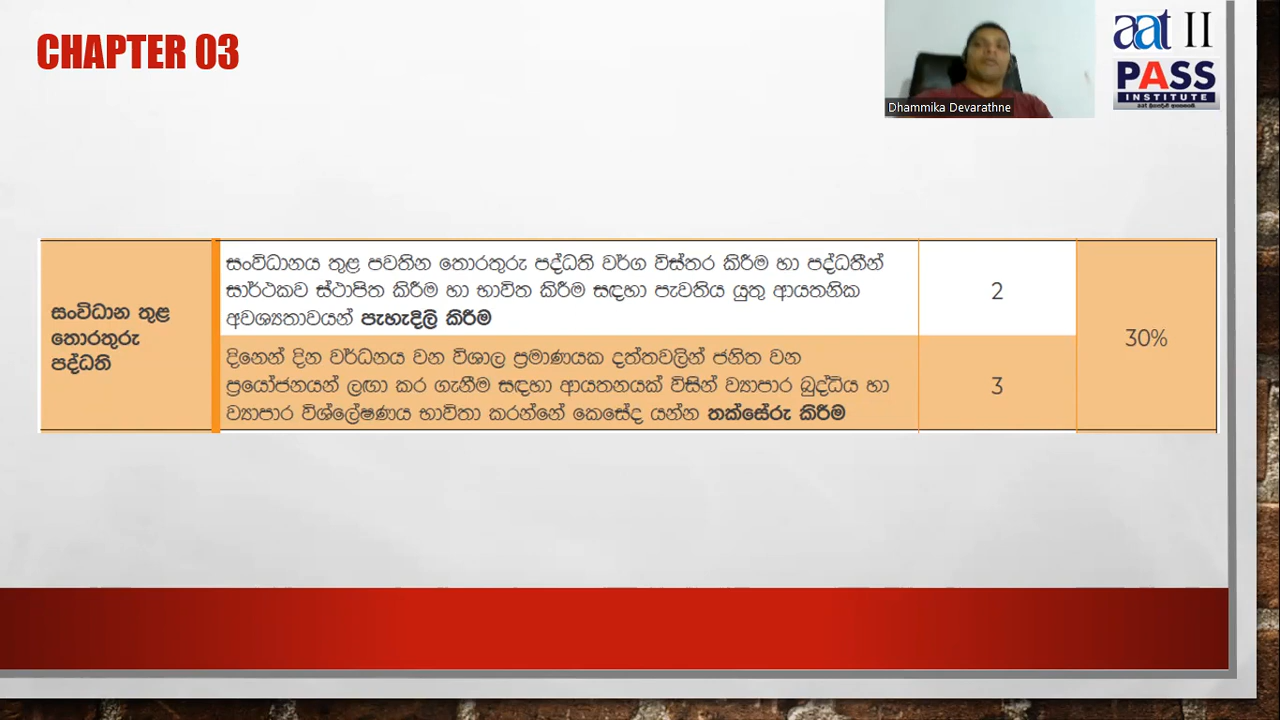 CHAPTER 03
aat II
PASS
INSTITUTE
Dhammika Devarathne
සංවිධාන තුළ
තොරතුරු
පද්ධති
සංවිධානය තුළ පවතින තොරතුරු පද්ධති වර්ග විස්තර කිරීම හා පද්ධතීන්
සාර්ථකව ස්ථාපිත කිරීම හා භාවිත කිරීම සඳහා පැවතිය යුතු ආයතනික
අවශ්‍යතාවයන් පැහැදිලි කිරීම
2
දිනෙන් දින වර්ධනය වන විශාල ප්‍රමාණයක දත්තවලින් ජනිත වන
ප්‍රයෝජනයන් ලඟා කර ගැනීම සඳහා ආයතනයක් විසින් ව්‍යාපාර බුද්ධිය හා
ව්‍යාපාර විශ්ලේෂණය භාවිතා කරන්නේ කෙසේද යන්න තක්සේරු කිරීම
3
30%